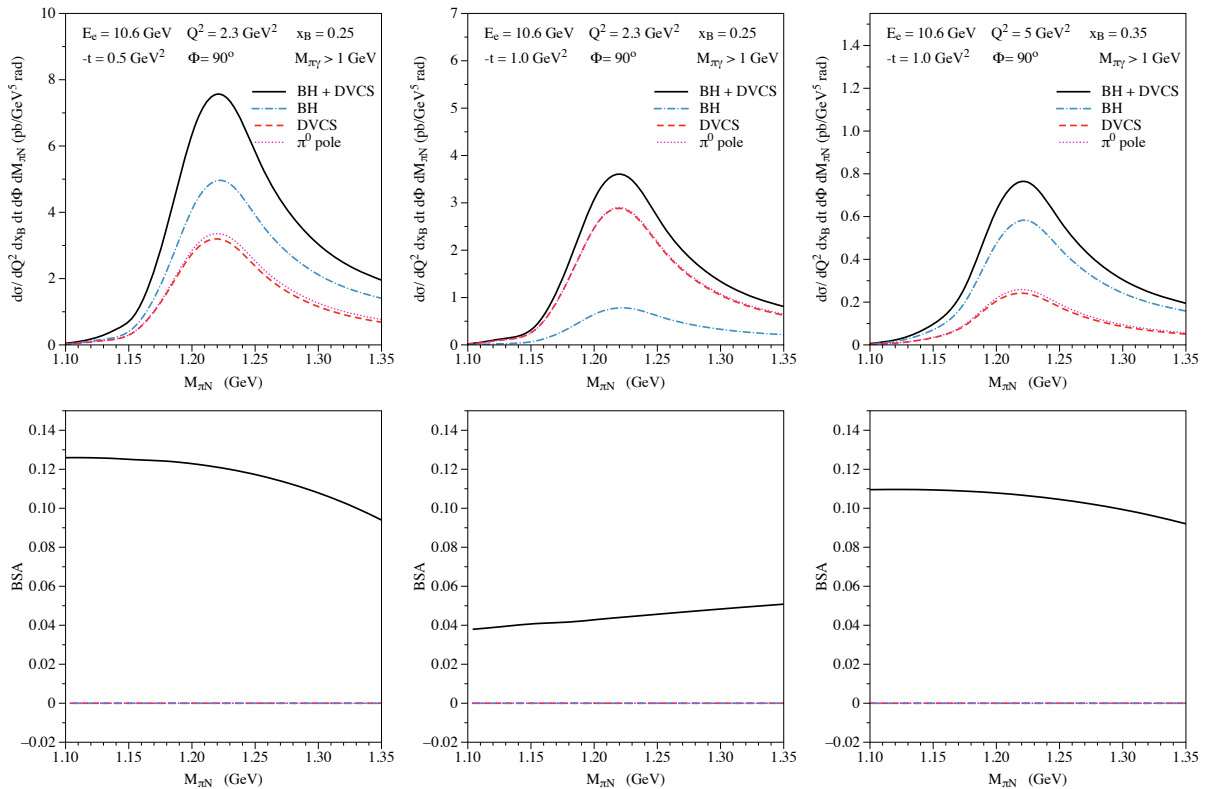 E_e = 10.6 GeV Q² = 2.3 GeV² x_B = 0.25
-t = 0.5 GeV² Φ = 90° M_πγ > 1 GeV
BH + DVCS
BH
DVCS
π⁰ pole
dσ/ dQ² dx_B dt dΦ dM_πN (pb/GeV⁵ rad)
10
8
6
4
2
0
1.10 1.15 1.20 1.25 1.30 1.35
M_πN (GeV)
E_e = 10.6 GeV Q² = 2.3 GeV² x_B = 0.25
-t = 1.0 GeV² Φ = 90° M_πγ > 1 GeV
BH + DVCS
BH
DVCS
π⁰ pole
dσ/ dQ² dx_B dt dΦ dM_πN (pb/GeV⁵ rad)
7
6
5
4
3
2
1
0
1.10 1.15 1.20 1.25 1.30 1.35
M_πN (GeV)
E_e = 10.6 GeV Q² = 5 GeV² x_B = 0.35
-t = 1.0 GeV² Φ = 90° M_πγ > 1 GeV
BH + DVCS
BH
DVCS
π⁰ pole
dσ/ dQ² dx_B dt dΦ dM_πN (pb/GeV⁵ rad)
1.4
1.2
1.0
0.8
0.6
0.4
0.2
0
1.10 1.15 1.20 1.25 1.30 1.35
M_πN (GeV)
BSA
0.14
0.12
0.10
0.08
0.06
0.04
0.02
0
−0.02
1.10 1.15 1.20 1.25 1.30 1.35
M_πN (GeV)
BSA
0.14
0.12
0.10
0.08
0.06
0.04
0.02
0
−0.02
1.10 1.15 1.20 1.25 1.30 1.35
M_πN (GeV)
BSA
0.14
0.12
0.10
0.08
0.06
0.04
0.02
0
−0.02
1.10 1.15 1.20 1.25 1.30 1.35
M_πN (GeV)